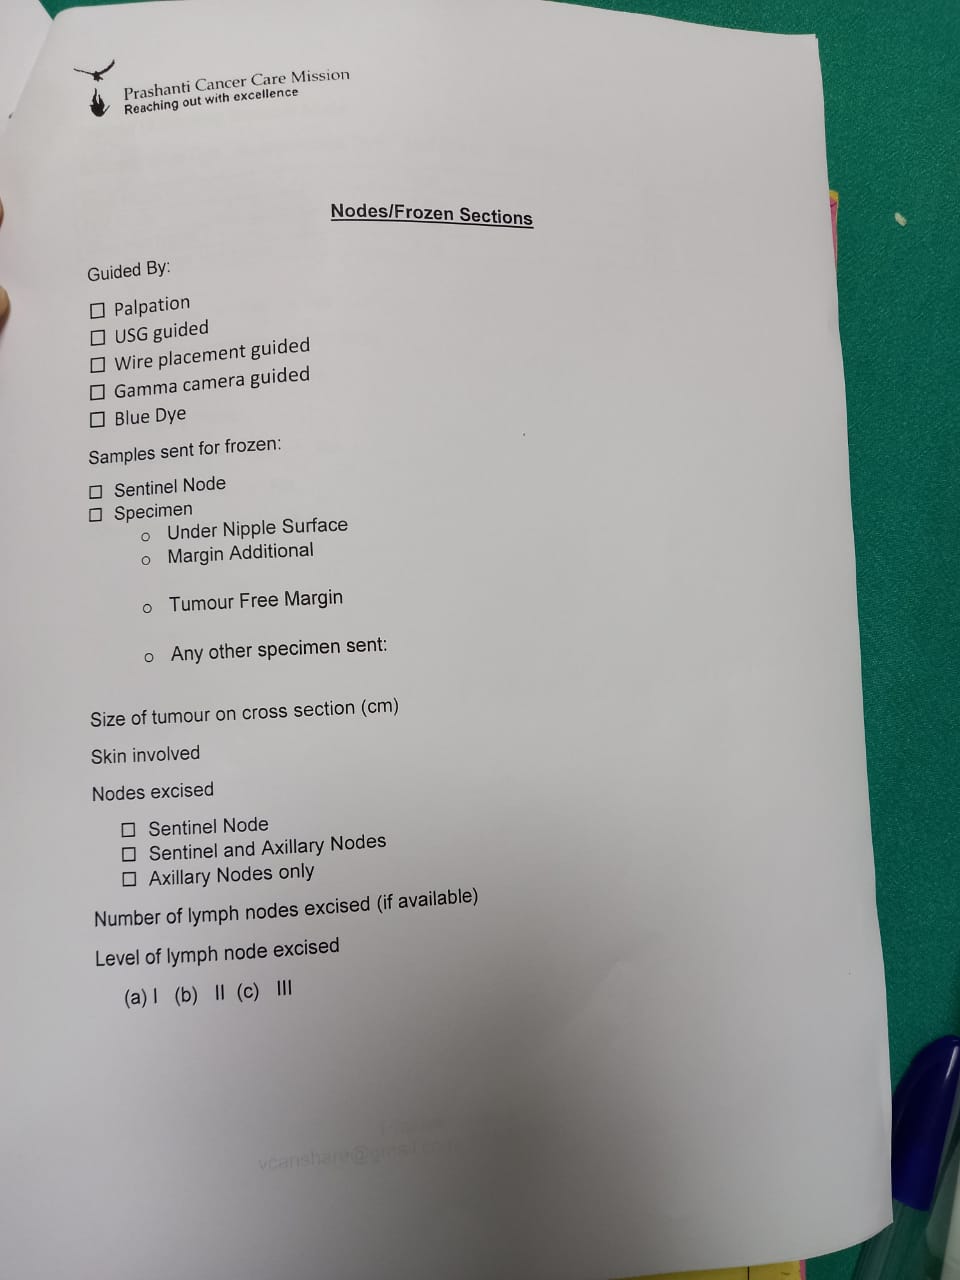 Prashanti Cancer Care Mission
Reaching out with excellence
Nodes/Frozen Sections
Guided By:
☐ Palpation
☐ USG guided
☐ Wire placement guided
☐ Gamma camera guided
☐ Blue Dye
Samples sent for frozen:
☐ Sentinel Node
☐ Specimen
o Under Nipple Surface
o Margin Additional
o Tumour Free Margin
o Any other specimen sent:
Size of tumour on cross section (cm)
Skin involved
Nodes excised
☐ Sentinel Node
☐ Sentinel and Axillary Nodes
☐ Axillary Nodes only
Number of lymph nodes excised (if available)
Level of lymph node excised
(a) I (b) II (c) III